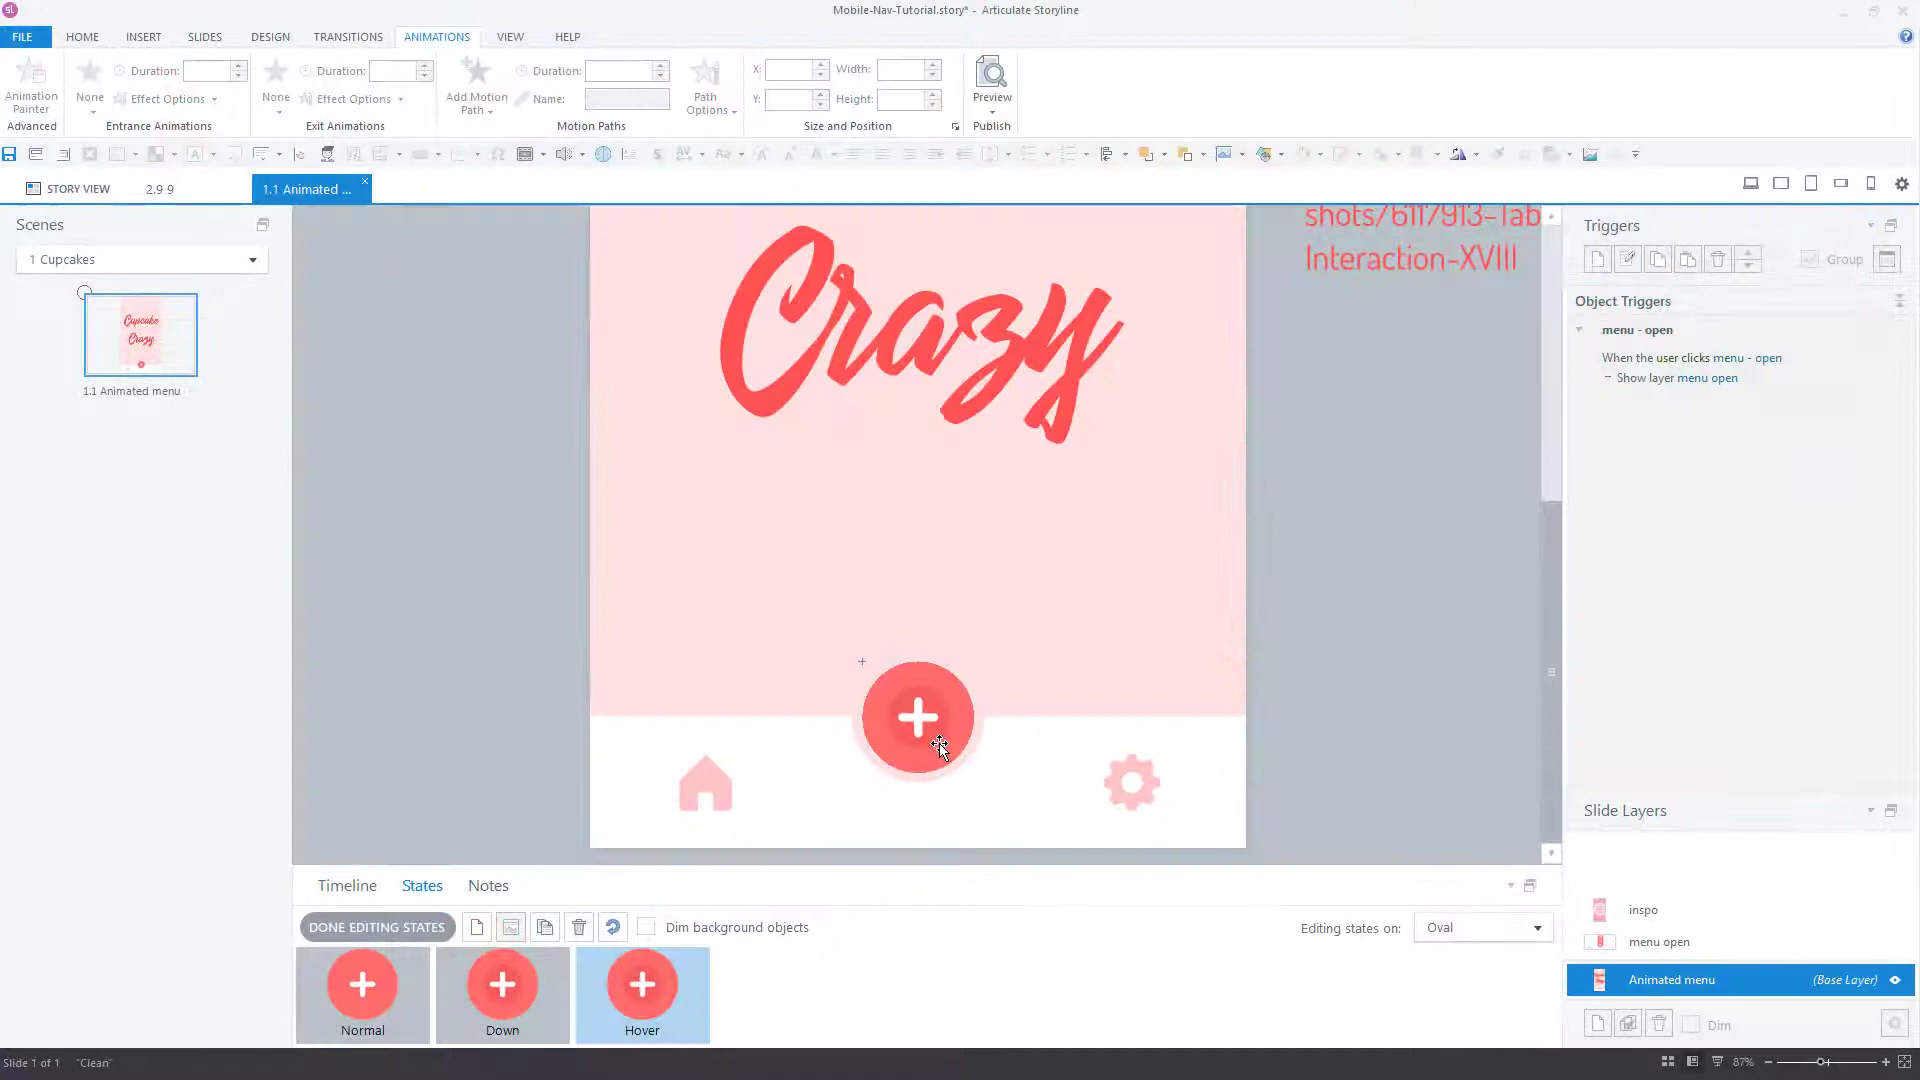 Mobile-Nav-Tutorial.story* - Articulate Storyline
FILE HOME INSERT SLIDES DESIGN TRANSITIONS ANIMATIONS VIEW HELP
Animation Painter
Advanced
None
Duration:
Effect Options
Entrance Animations
None
Duration:
Effect Options
Exit Animations
Add Motion Path
Duration:
Name:
Path Options
Motion Paths
X: Width:
Y: Height:
Size and Position
Preview
Publish
STORY VIEW 2.9 9 1.1 Animated ...
Scenes
1 Cupcakes
Cupcake
Crazy
1.1 Animated menu
Crazy
shots/6117913-Tab
Interaction-XVIII
Triggers
Group
Object Triggers
menu - open
When the user clicks menu - open
Show layer menu open
Slide Layers
inspo
menu open
Animated menu (Base Layer)
Dim
Timeline States Notes
DONE EDITING STATES Dim background objects Editing states on: Oval
Normal Down Hover
Slide 1 of 1 "Clean" 87%